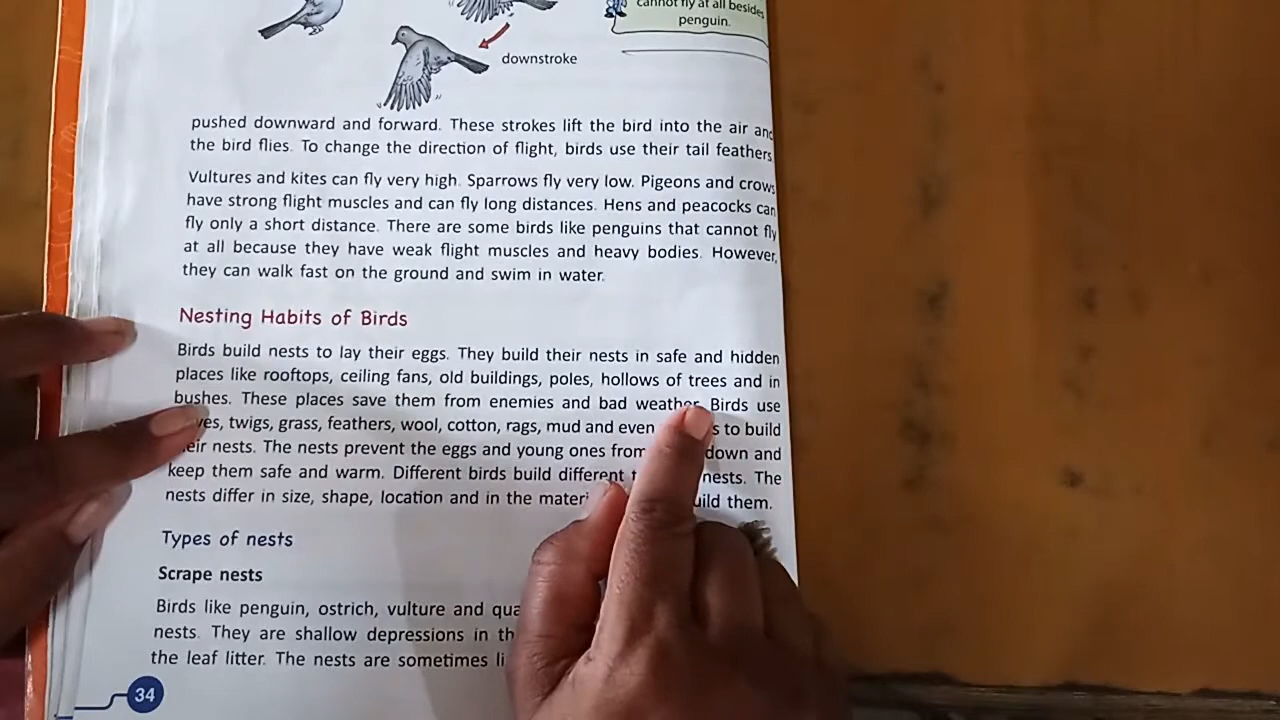 cannot fly at all besides
penguin.
downstroke
pushed downward and forward. These strokes lift the bird into the air and
the bird flies. To change the direction of flight, birds use their tail feathers
Vultures and kites can fly very high. Sparrows fly very low. Pigeons and crows
have strong flight muscles and can fly long distances. Hens and peacocks can
fly only a short distance. There are some birds like penguins that cannot fly
at all because they have weak flight muscles and heavy bodies. However,
they can walk fast on the ground and swim in water.
Nesting Habits of Birds
Birds build nests to lay their eggs. They build their nests in safe and hidden
places like rooftops, ceiling fans, old buildings, poles, hollows of trees and in
bushes. These places save them from enemies and bad weather. Birds use
twigs, grass, feathers, wool, cotton, rags, mud and even to build
their nests. The nests prevent the eggs and young ones from down and
keep them safe and warm. Different birds build different nests. The
nests differ in size, shape, location and in the build them.
Types of nests
Scrape nests
Birds like penguin, ostrich, vulture and
nests. They are shallow depressions in
the leaf litter. The nests are sometimes
34